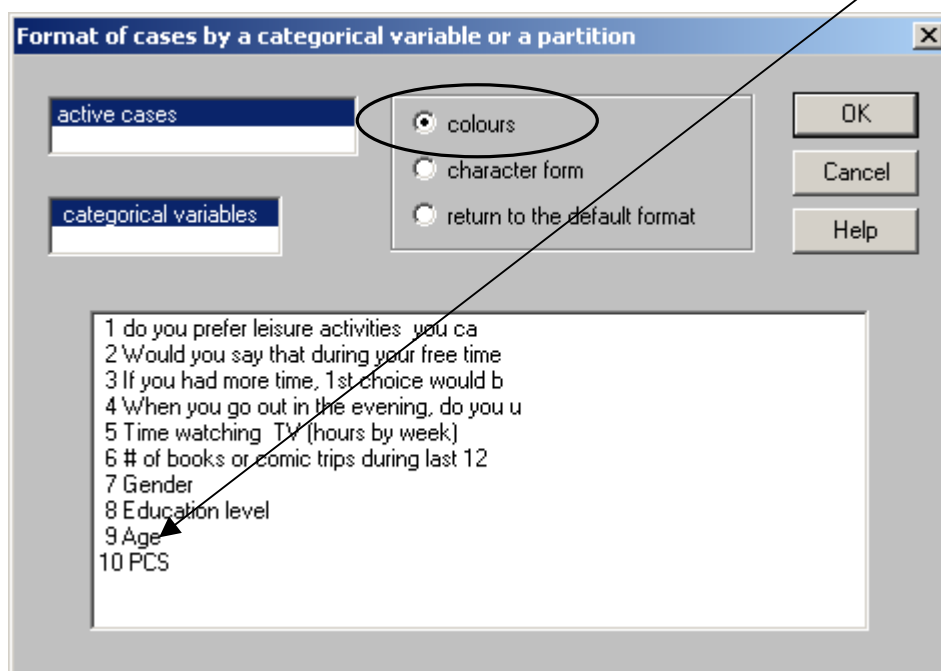 Format of cases by a categorical variable or a partition
active cases
colours
character form
return to the default format
OK
Cancel
Help
categorical variables
1 do you prefer leisure activities you ca
2 Would you say that during your free time
3 If you had more time, 1st choice would b
4 When you go out in the evening, do you u
5 Time watching TV (hours by week)
6 # of books or comic trips during last 12
7 Gender
8 Education level
9 Age
10 PCS